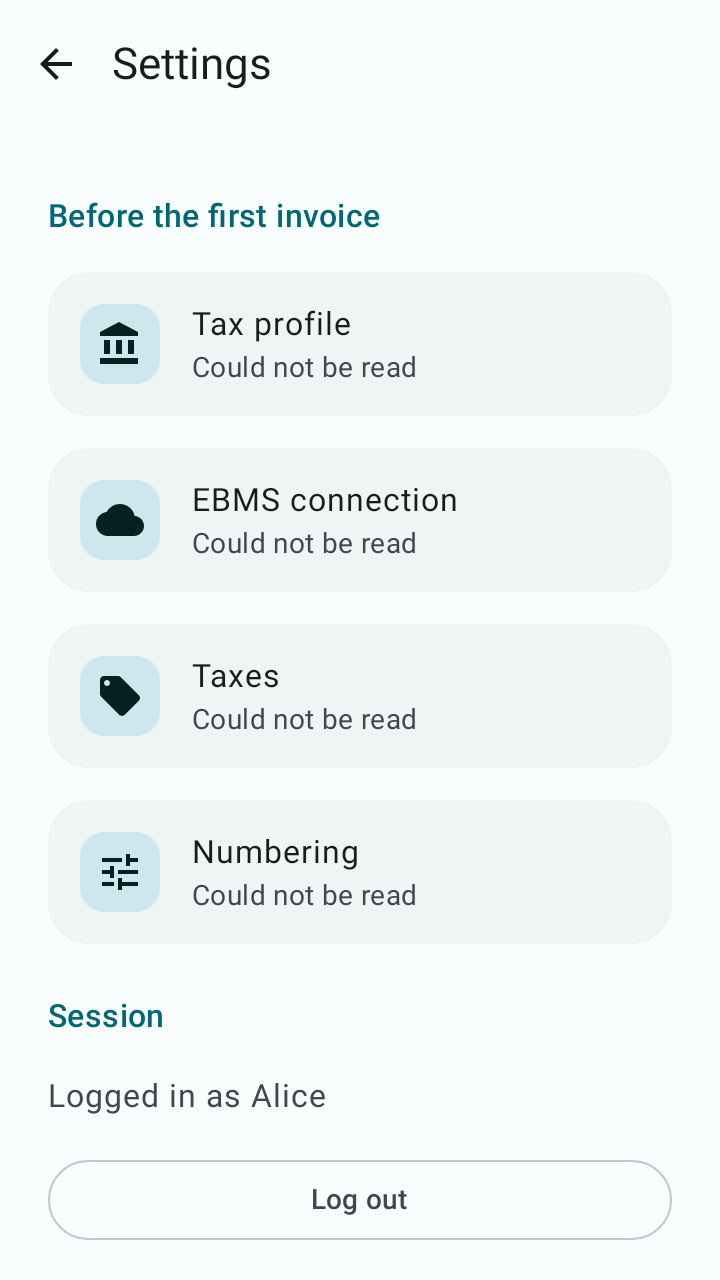 Settings
Before the first invoice
Tax profile
Could not be read
EBMS connection
Could not be read
Taxes
Could not be read
Numbering
Could not be read
Session
Logged in as Alice
Log out